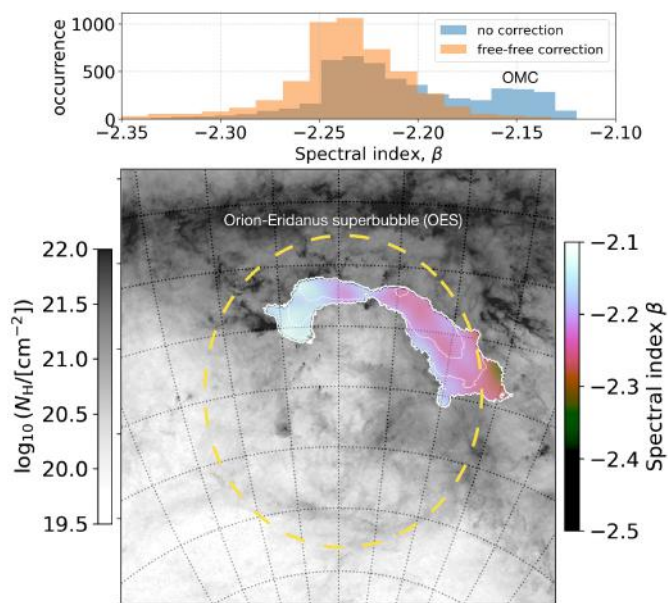 occurrence
1000
500
0
no correction
free-free correction
OMC
−2.35
−2.30
−2.25
−2.20
−2.15
−2.10
Spectral index, β
Orion-Eridanus superbubble (OES)
log₁₀ (N_H/[cm⁻²])
22.0
21.5
21.0
20.5
20.0
19.5
−2.1
−2.2
−2.3
−2.4
−2.5
Spectral index β